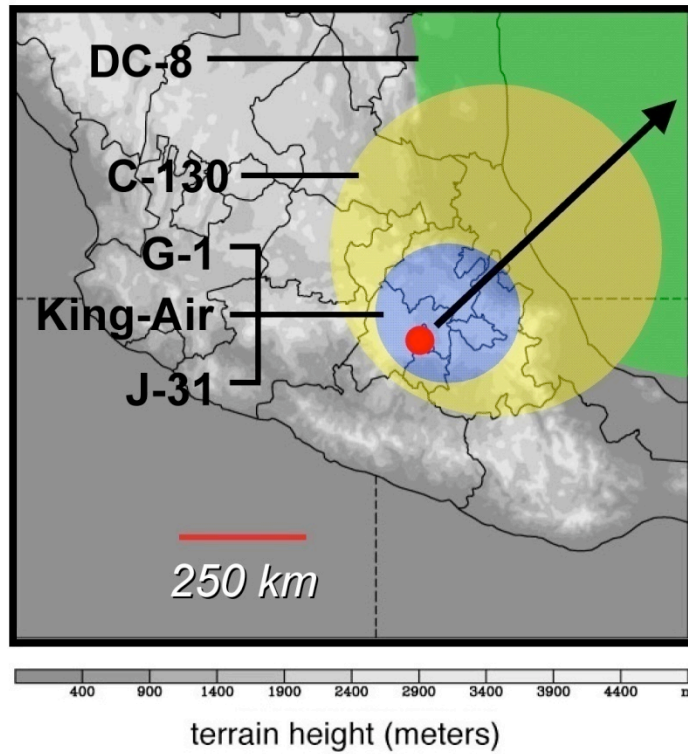 DC-8
C-130
G-1
King-Air
J-31
250 km
400 900 1400 1900 2400 2900 3400 3900 4400 m
terrain height (meters)